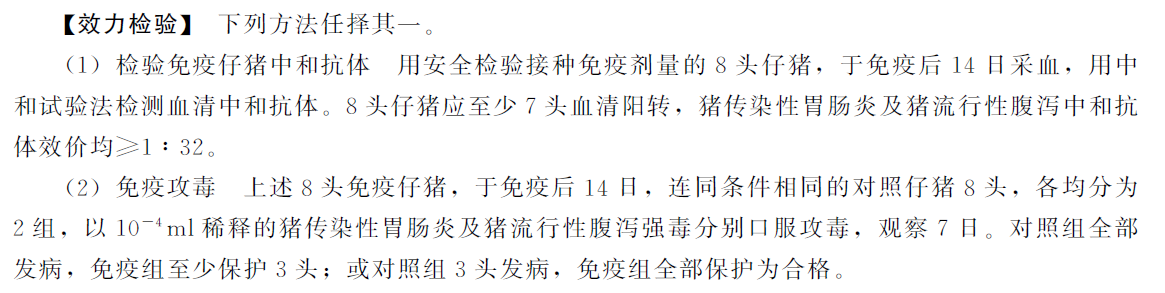 【效力检验】 下列方法任择其一。
(1) 检验免疫仔猪中和抗体 用安全检验接种免疫剂量的 8 头仔猪，于免疫后 14 日采血，用中
和试验法检测血清中和抗体。8 头仔猪应至少 7 头血清阳转，猪传染性胃肠炎及猪流行性腹泻中和抗
体效价均≥1∶32。
(2) 免疫攻毒 上述 8 头免疫仔猪，于免疫后 14 日，连同条件相同的对照仔猪 8 头，各均分为
2 组，以 10⁻⁴ml 稀释的猪传染性胃肠炎及猪流行性腹泻强毒分别口服攻毒，观察 7 日。对照组全部
发病，免疫组至少保护 3 头；或对照组 3 头发病，免疫组全部保护为合格。